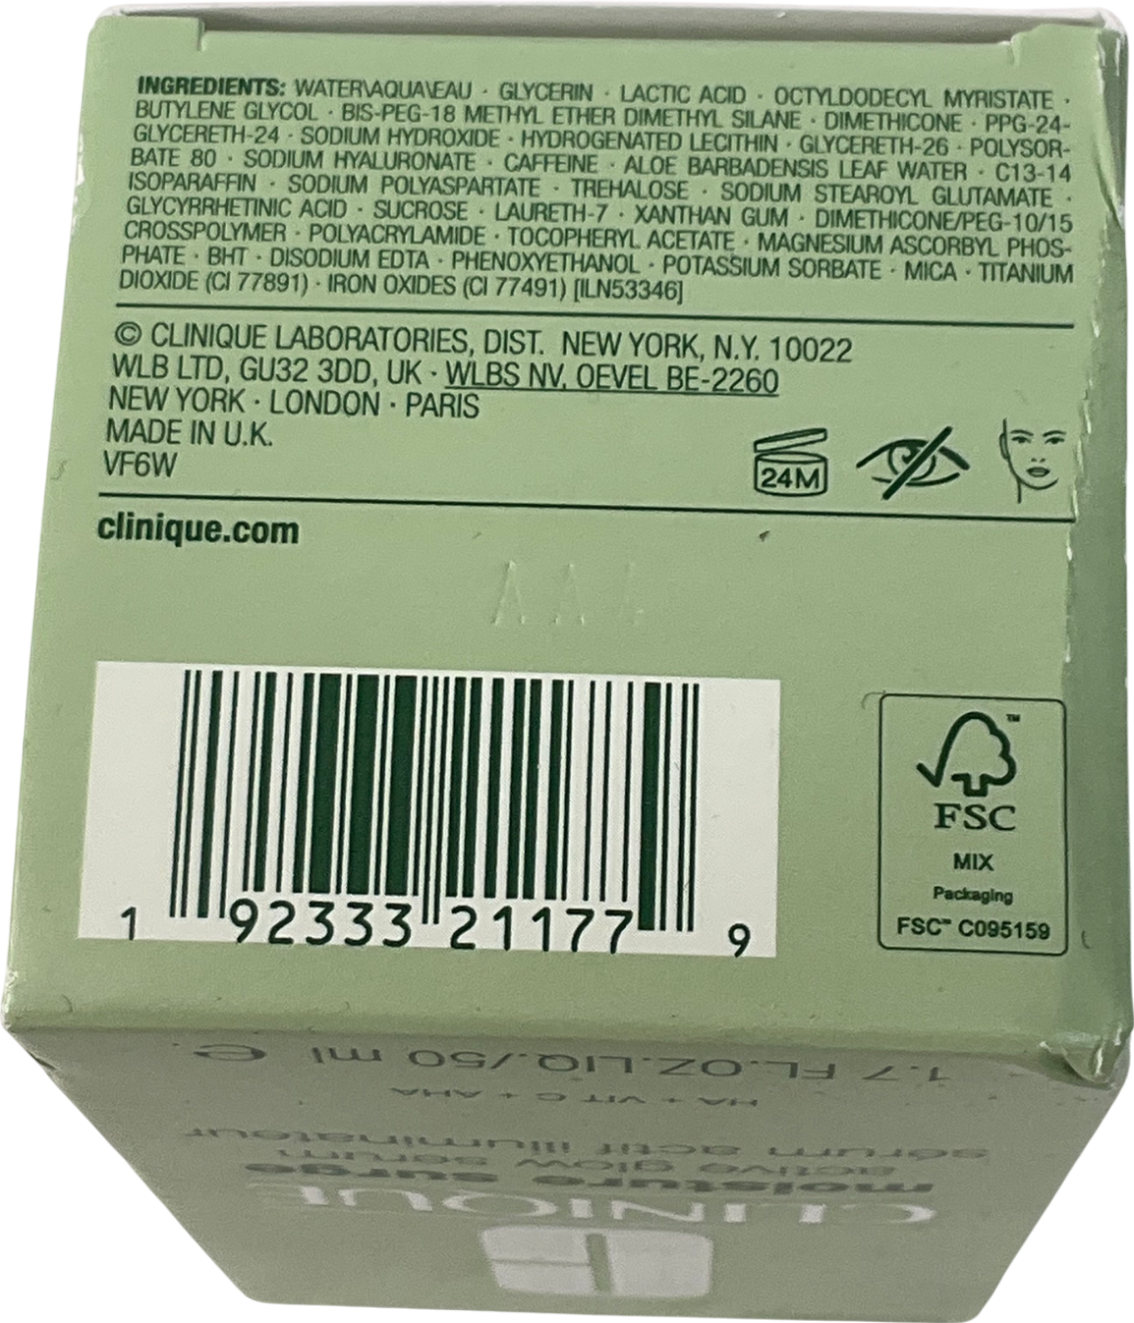 INGREDIENTS: WATER\AQUA\EAU · GLYCERIN · LACTIC ACID · OCTYLDODECYL MYRISTATE ·
BUTYLENE GLYCOL · BIS-PEG-18 METHYL ETHER DIMETHYL SILANE · DIMETHICONE · PPG-24-
GLYCERETH-24 · SODIUM HYDROXIDE · HYDROGENATED LECITHIN · GLYCERETH-26 · POLYSOR-
BATE 80 · SODIUM HYALURONATE · CAFFEINE · ALOE BARBADENSIS LEAF WATER · C13-14
ISOPARAFFIN · SODIUM POLYASPARTATE · TREHALOSE · SODIUM STEAROYL GLUTAMATE ·
GLYCYRRHETINIC ACID · SUCROSE · LAURETH-7 · XANTHAN GUM · DIMETHICONE/PEG-10/15
CROSSPOLYMER · POLYACRYLAMIDE · TOCOPHERYL ACETATE · MAGNESIUM ASCORBYL PHOS-
PHATE · BHT · DISODIUM EDTA · PHENOXYETHANOL · POTASSIUM SORBATE · MICA · TITANIUM
DIOXIDE (CI 77891) · IRON OXIDES (CI 77491) [ILN53346]
© CLINIQUE LABORATORIES, DIST. NEW YORK, N.Y. 10022
WLB LTD, GU32 3DD, UK · WLBS NV, OEVEL BE-2260
NEW YORK · LONDON · PARIS
MADE IN U.K.
VF6W
24M
clinique.com
AA4
1 92333 21177 9
FSC™
MIX
Packaging
FSC™ C095159
CLINIQUE
moisture surge
active glow serum
sérum actif illuminateur
HA + VIT C + AHA
1.7 FL.OZ.LIQ./50 ml e